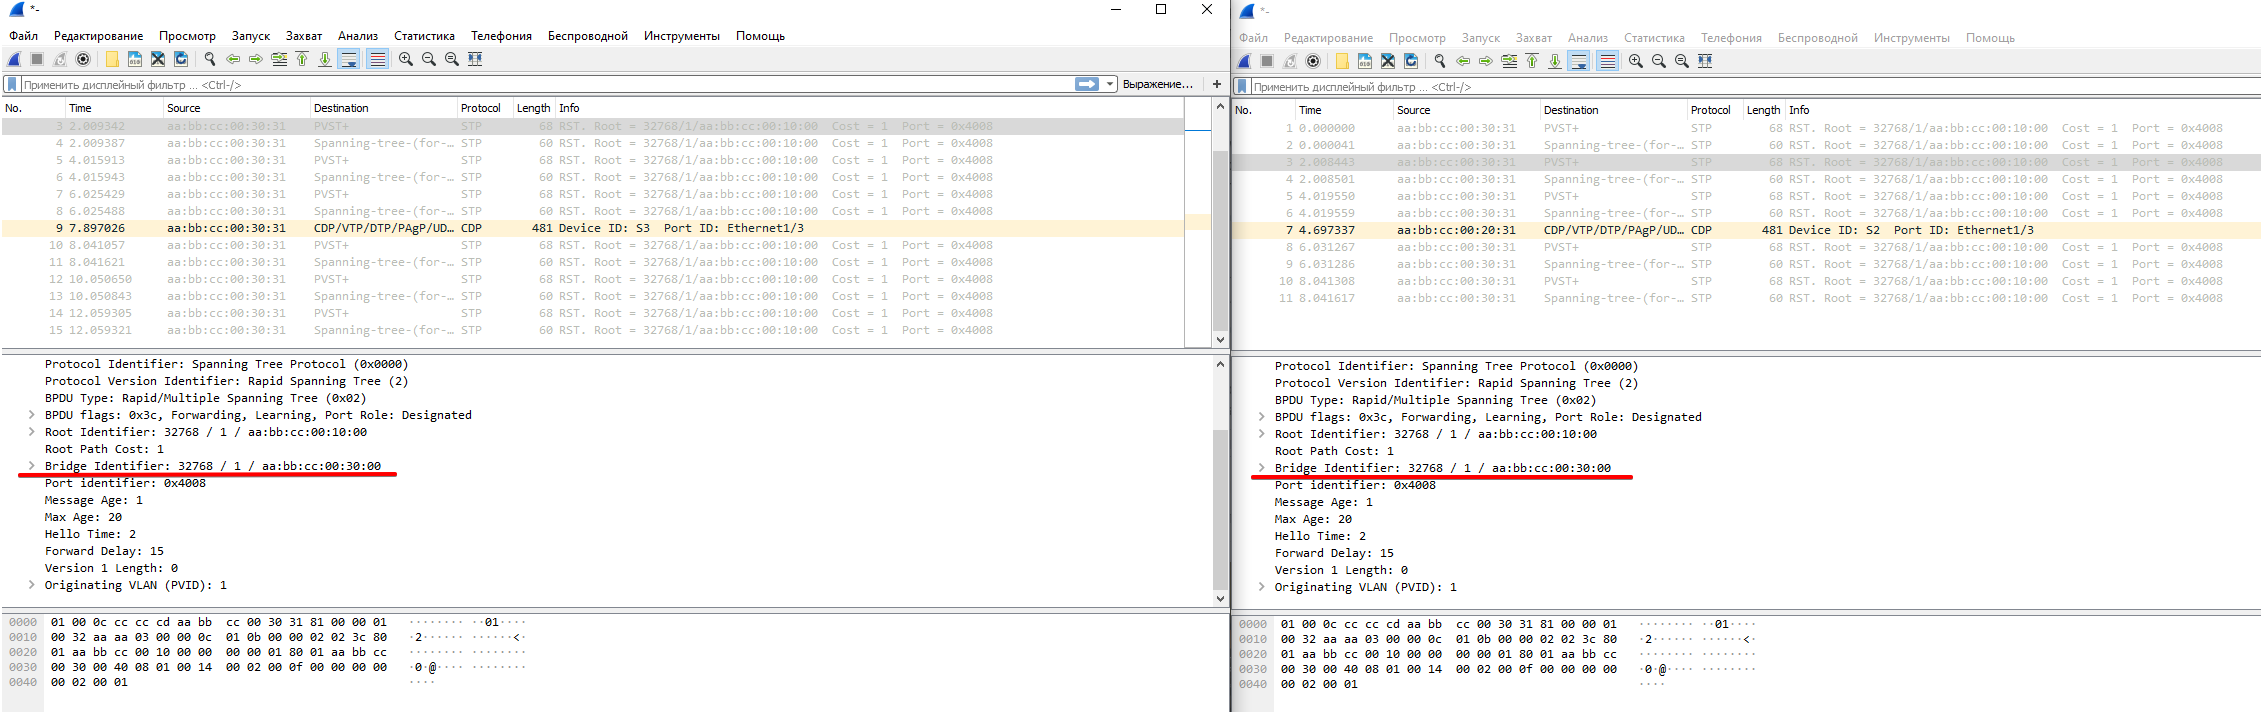 *-
Файл Редактирование Просмотр Запуск Захват Анализ Статистика Телефония Беспроводной Инструменты Помощь
Применить дисплейный фильтр ... <Ctrl-/> Выражение... +
No. Time Source Destination Protocol Length Info
3 2.009342 aa:bb:cc:00:30:31 PVST+ STP 68 RST. Root = 32768/1/aa:bb:cc:00:10:00 Cost = 1 Port = 0x4008
4 2.009387 aa:bb:cc:00:30:31 Spanning-tree-(for-… STP 60 RST. Root = 32768/1/aa:bb:cc:00:10:00 Cost = 1 Port = 0x4008
5 4.015913 aa:bb:cc:00:30:31 PVST+ STP 68 RST. Root = 32768/1/aa:bb:cc:00:10:00 Cost = 1 Port = 0x4008
6 4.015943 aa:bb:cc:00:30:31 Spanning-tree-(for-… STP 60 RST. Root = 32768/1/aa:bb:cc:00:10:00 Cost = 1 Port = 0x4008
7 6.025429 aa:bb:cc:00:30:31 PVST+ STP 68 RST. Root = 32768/1/aa:bb:cc:00:10:00 Cost = 1 Port = 0x4008
8 6.025488 aa:bb:cc:00:30:31 Spanning-tree-(for-… STP 60 RST. Root = 32768/1/aa:bb:cc:00:10:00 Cost = 1 Port = 0x4008
9 7.897026 aa:bb:cc:00:30:31 CDP/VTP/DTP/PAgP/UD… CDP 481 Device ID: S3 Port ID: Ethernet1/3
10 8.041057 aa:bb:cc:00:30:31 PVST+ STP 68 RST. Root = 32768/1/aa:bb:cc:00:10:00 Cost = 1 Port = 0x4008
11 8.041621 aa:bb:cc:00:30:31 Spanning-tree-(for-… STP 60 RST. Root = 32768/1/aa:bb:cc:00:10:00 Cost = 1 Port = 0x4008
12 10.050650 aa:bb:cc:00:30:31 PVST+ STP 68 RST. Root = 32768/1/aa:bb:cc:00:10:00 Cost = 1 Port = 0x4008
13 10.050843 aa:bb:cc:00:30:31 Spanning-tree-(for-… STP 60 RST. Root = 32768/1/aa:bb:cc:00:10:00 Cost = 1 Port = 0x4008
14 12.059305 aa:bb:cc:00:30:31 PVST+ STP 68 RST. Root = 32768/1/aa:bb:cc:00:10:00 Cost = 1 Port = 0x4008
15 12.059321 aa:bb:cc:00:30:31 Spanning-tree-(for-… STP 60 RST. Root = 32768/1/aa:bb:cc:00:10:00 Cost = 1 Port = 0x4008
Protocol Identifier: Spanning Tree Protocol (0x0000)
Protocol Version Identifier: Rapid Spanning Tree (2)
BPDU Type: Rapid/Multiple Spanning Tree (0x02)
BPDU flags: 0x3c, Forwarding, Learning, Port Role: Designated
Root Identifier: 32768 / 1 / aa:bb:cc:00:10:00
Root Path Cost: 1
Bridge Identifier: 32768 / 1 / aa:bb:cc:00:30:00
Port identifier: 0x4008
Message Age: 1
Max Age: 20
Hello Time: 2
Forward Delay: 15
Version 1 Length: 0
Originating VLAN (PVID): 1
0000 01 00 0c cc cc cd aa bb cc 00 30 31 81 00 00 01 ········ ··01····
0010 00 32 aa aa 03 00 00 0c 01 0b 00 00 02 02 3c 80 ·2······ ······<·
0020 01 aa bb cc 00 10 00 00 00 00 01 80 01 aa bb cc ········ ········
0030 00 30 00 40 08 01 00 14 00 02 00 0f 00 00 00 00 ·0·@···· ········
0040 00 02 00 01 ····
*-
Файл Редактирование Просмотр Запуск Захват Анализ Статистика Телефония Беспроводной Инструменты Помощь
Применить дисплейный фильтр ... <Ctrl-/>
No. Time Source Destination Protocol Length Info
1 0.000000 aa:bb:cc:00:30:31 PVST+ STP 68 RST. Root = 32768/1/aa:bb:cc:00:10:00 Cost = 1 Port = 0x4008
2 0.000041 aa:bb:cc:00:30:31 Spanning-tree-(for-… STP 60 RST. Root = 32768/1/aa:bb:cc:00:10:00 Cost = 1 Port = 0x4008
3 2.008443 aa:bb:cc:00:30:31 PVST+ STP 68 RST. Root = 32768/1/aa:bb:cc:00:10:00 Cost = 1 Port = 0x4008
4 2.008501 aa:bb:cc:00:30:31 Spanning-tree-(for-… STP 60 RST. Root = 32768/1/aa:bb:cc:00:10:00 Cost = 1 Port = 0x4008
5 4.019550 aa:bb:cc:00:30:31 PVST+ STP 68 RST. Root = 32768/1/aa:bb:cc:00:10:00 Cost = 1 Port = 0x4008
6 4.019559 aa:bb:cc:00:30:31 Spanning-tree-(for-… STP 60 RST. Root = 32768/1/aa:bb:cc:00:10:00 Cost = 1 Port = 0x4008
7 4.697337 aa:bb:cc:00:20:31 CDP/VTP/DTP/PAgP/UD… CDP 481 Device ID: S2 Port ID: Ethernet1/3
8 6.031267 aa:bb:cc:00:30:31 PVST+ STP 68 RST. Root = 32768/1/aa:bb:cc:00:10:00 Cost = 1 Port = 0x4008
9 6.031286 aa:bb:cc:00:30:31 Spanning-tree-(for-… STP 60 RST. Root = 32768/1/aa:bb:cc:00:10:00 Cost = 1 Port = 0x4008
10 8.041308 aa:bb:cc:00:30:31 PVST+ STP 68 RST. Root = 32768/1/aa:bb:cc:00:10:00 Cost = 1 Port = 0x4008
11 8.041617 aa:bb:cc:00:30:31 Spanning-tree-(for-… STP 60 RST. Root = 32768/1/aa:bb:cc:00:10:00 Cost = 1 Port = 0x4008
Protocol Identifier: Spanning Tree Protocol (0x0000)
Protocol Version Identifier: Rapid Spanning Tree (2)
BPDU Type: Rapid/Multiple Spanning Tree (0x02)
BPDU flags: 0x3c, Forwarding, Learning, Port Role: Designated
Root Identifier: 32768 / 1 / aa:bb:cc:00:10:00
Root Path Cost: 1
Bridge Identifier: 32768 / 1 / aa:bb:cc:00:30:00
Port identifier: 0x4008
Message Age: 1
Max Age: 20
Hello Time: 2
Forward Delay: 15
Version 1 Length: 0
Originating VLAN (PVID): 1
0000 01 00 0c cc cc cd aa bb cc 00 30 31 81 00 00 01 ········ ··01····
0010 00 32 aa aa 03 00 00 0c 01 0b 00 00 02 02 3c 80 ·2······ ······<·
0020 01 aa bb cc 00 10 00 00 00 00 01 80 01 aa bb cc ········ ········
0030 00 30 00 40 08 01 00 14 00 02 00 0f 00 00 00 00 ·0·@···· ········
0040 00 02 00 01 ····